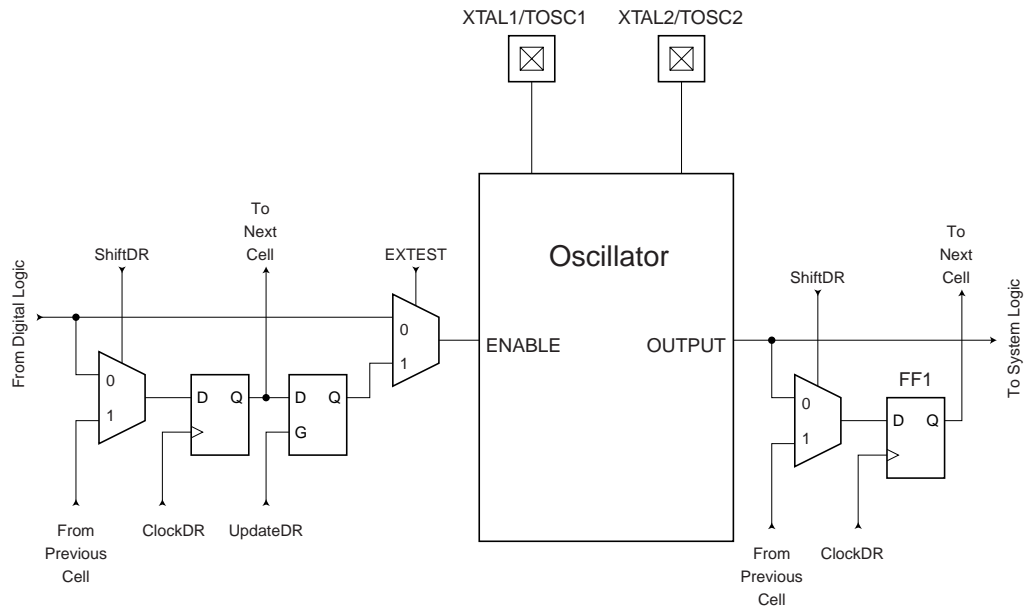 XTAL1/TOSC1
XTAL2/TOSC2
To
Next
Cell
ShiftDR
EXTEST
From Digital Logic
0
1
D Q
D Q
G
0
1
From
Previous
Cell
ClockDR
UpdateDR
Oscillator
ENABLE
OUTPUT
To
Next
Cell
ShiftDR
FF1
0
1
D Q
To System Logic
From
Previous
Cell
ClockDR